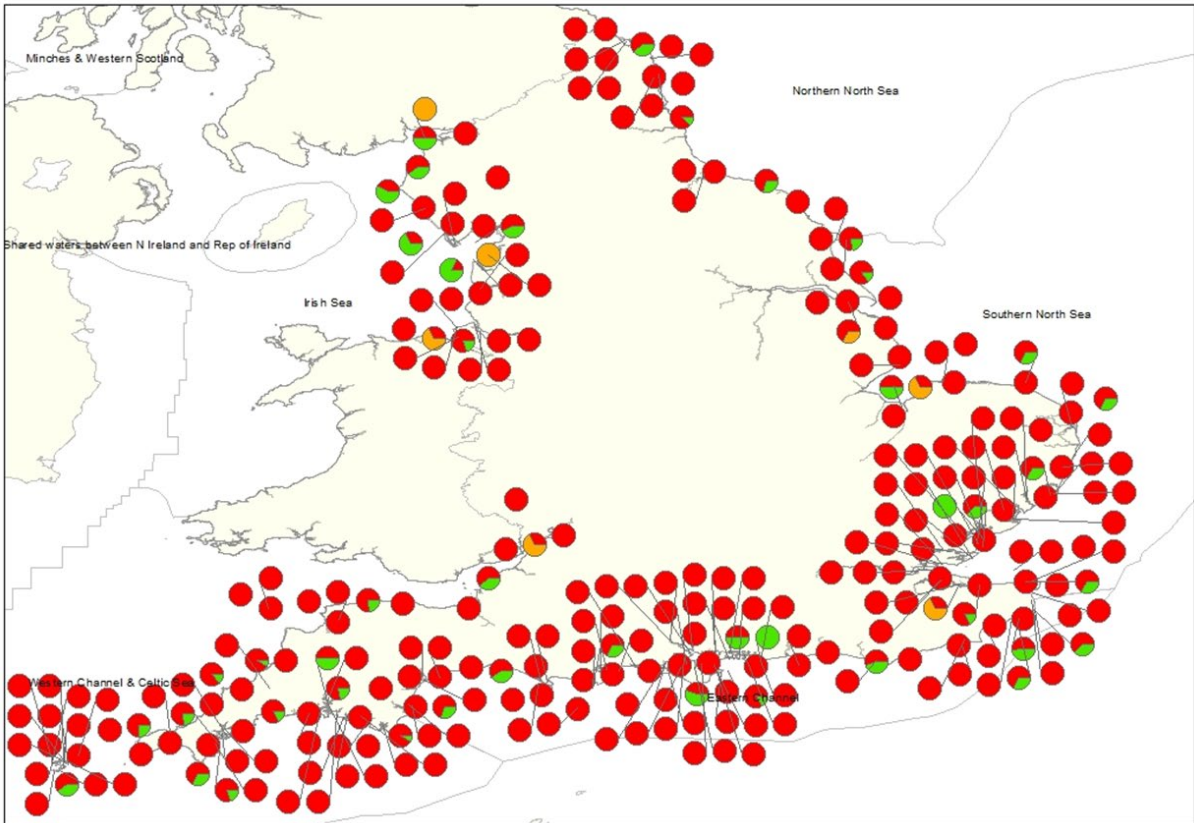 Minches & Western Scotland
Northern North Sea
Shared waters between N Ireland and Rep of Ireland
Irish Sea
Southern North Sea
Western Channel & Celtic Sea
Eastern Channel